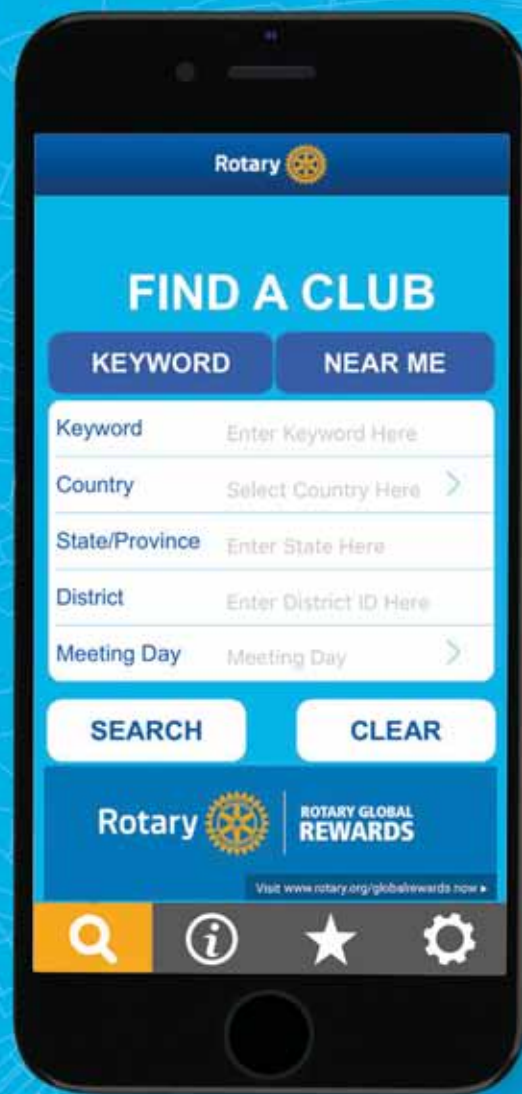 Rotary
FIND A CLUB
KEYWORD NEAR ME
Keyword Enter Keyword Here
Country Select Country Here >
State/Province Enter State Here
District Enter District ID Here
Meeting Day Meeting Day >
SEARCH CLEAR
Rotary ROTARY GLOBAL
REWARDS
Visit www.rotary.org/globalrewards now ▸